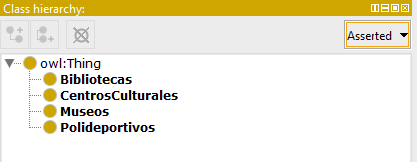 Class hierarchy:
Asserted
owl:Thing
Bibliotecas
CentrosCulturales
Museos
Polideportivos